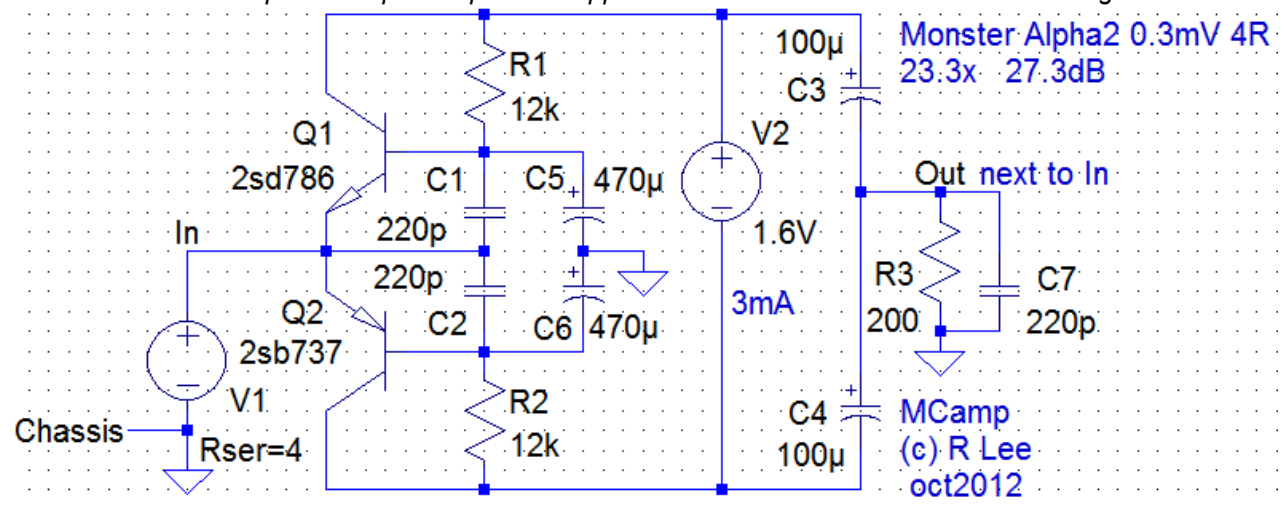 Monster Alpha2 0.3mV 4R
23.3x 27.3dB
100µ
C3
R1
12k
Q1
2sd786
C1
220p
C5
470µ
V2
1.6V
Out next to In
In
220p
C2
C6
470µ
3mA
R3
200
C7
220p
Q2
2sb737
V1
Rser=4
Chassis
R2
12k
C4
100µ
MCamp
(c) R Lee
oct2012